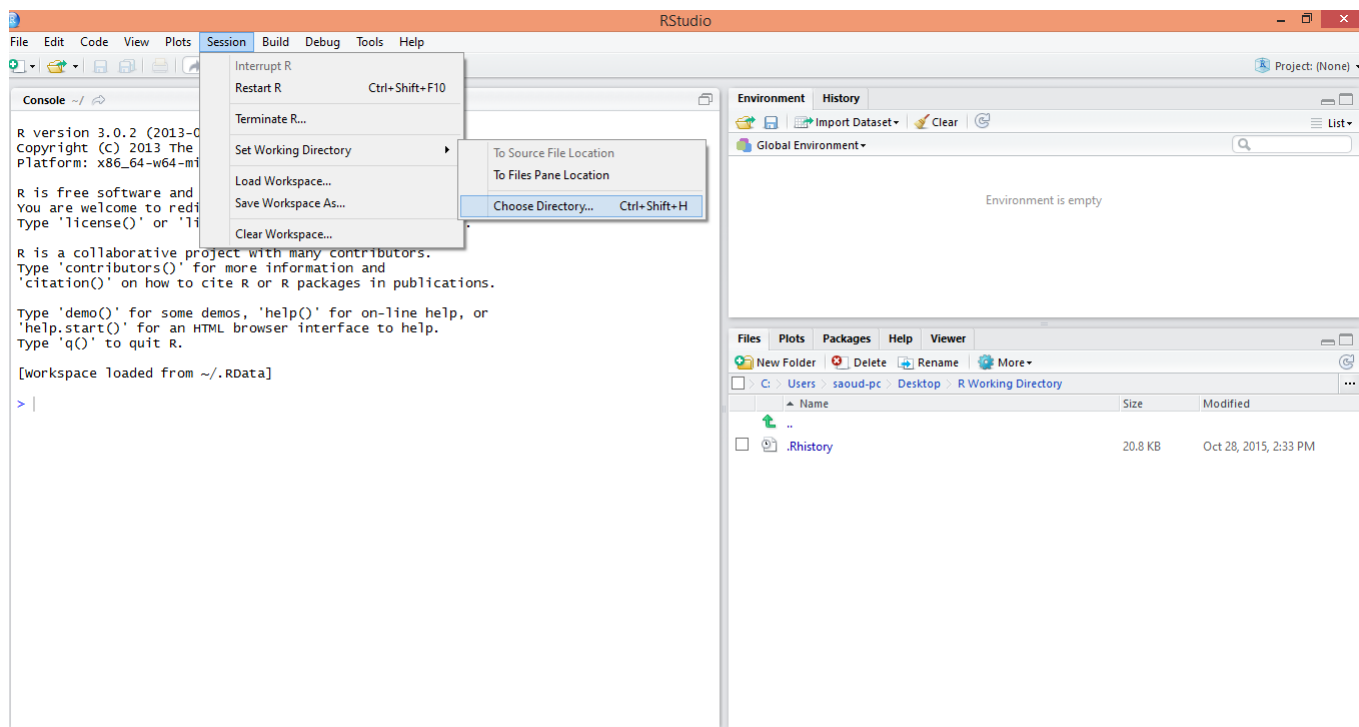 RStudio
File Edit Code View Plots Session Build Debug Tools Help
Project: (None)
Interrupt R
Restart R Ctrl+Shift+F10
Terminate R...
Set Working Directory
Load Workspace...
Save Workspace As...
Clear Workspace...
To Source File Location
To Files Pane Location
Choose Directory... Ctrl+Shift+H
Console ~/
R version 3.0.2 (2013-0
Copyright (C) 2013 The
Platform: x86_64-w64-mi
R is free software and
You are welcome to redi
Type 'license()' or 'li
R is a collaborative project with many contributors.
Type 'contributors()' for more information and
'citation()' on how to cite R or R packages in publications.
Type 'demo()' for some demos, 'help()' for on-line help, or
'help.start()' for an HTML browser interface to help.
Type 'q()' to quit R.
[Workspace loaded from ~/.RData]
>
Environment History
Import Dataset Clear
List
Global Environment
Environment is empty
Files Plots Packages Help Viewer
New Folder Delete Rename More
C: Users saoud-pc Desktop R Working Directory
...
Name Size Modified
..
.Rhistory 20.8 KB Oct 28, 2015, 2:33 PM